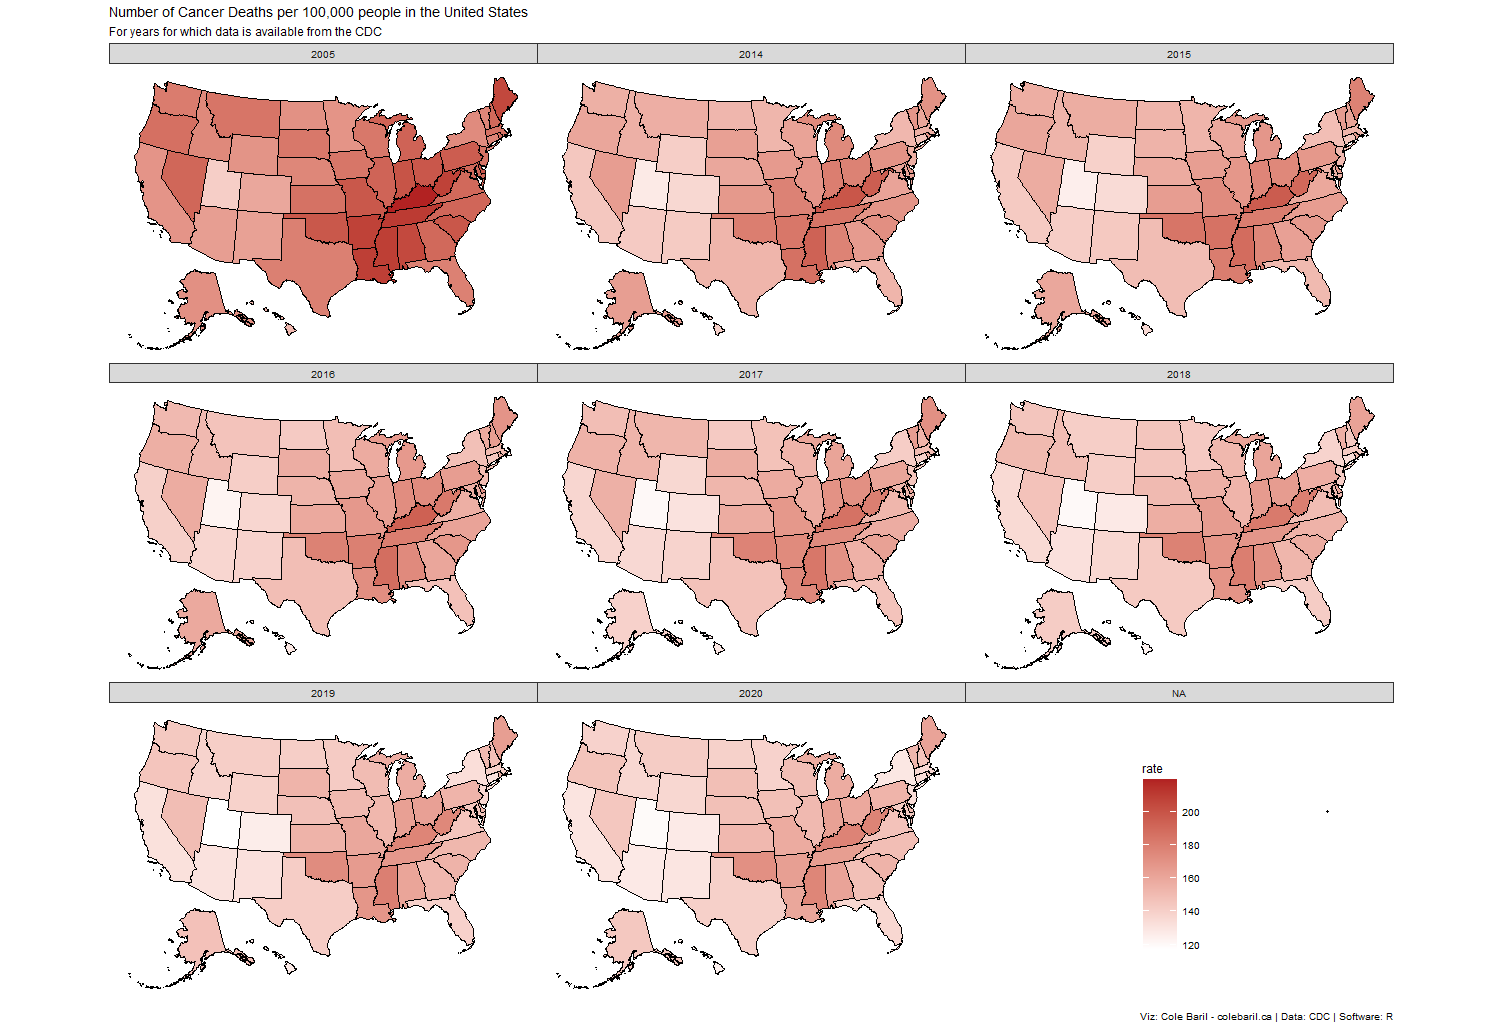 Number of Cancer Deaths per 100,000 people in the United States
For years for which data is available from the CDC
2005
2014
2015
2016
2017
2018
2019
2020
NA
rate
200
180
160
140
120
Viz: Cole Baril - colebaril.ca | Data: CDC | Software: R